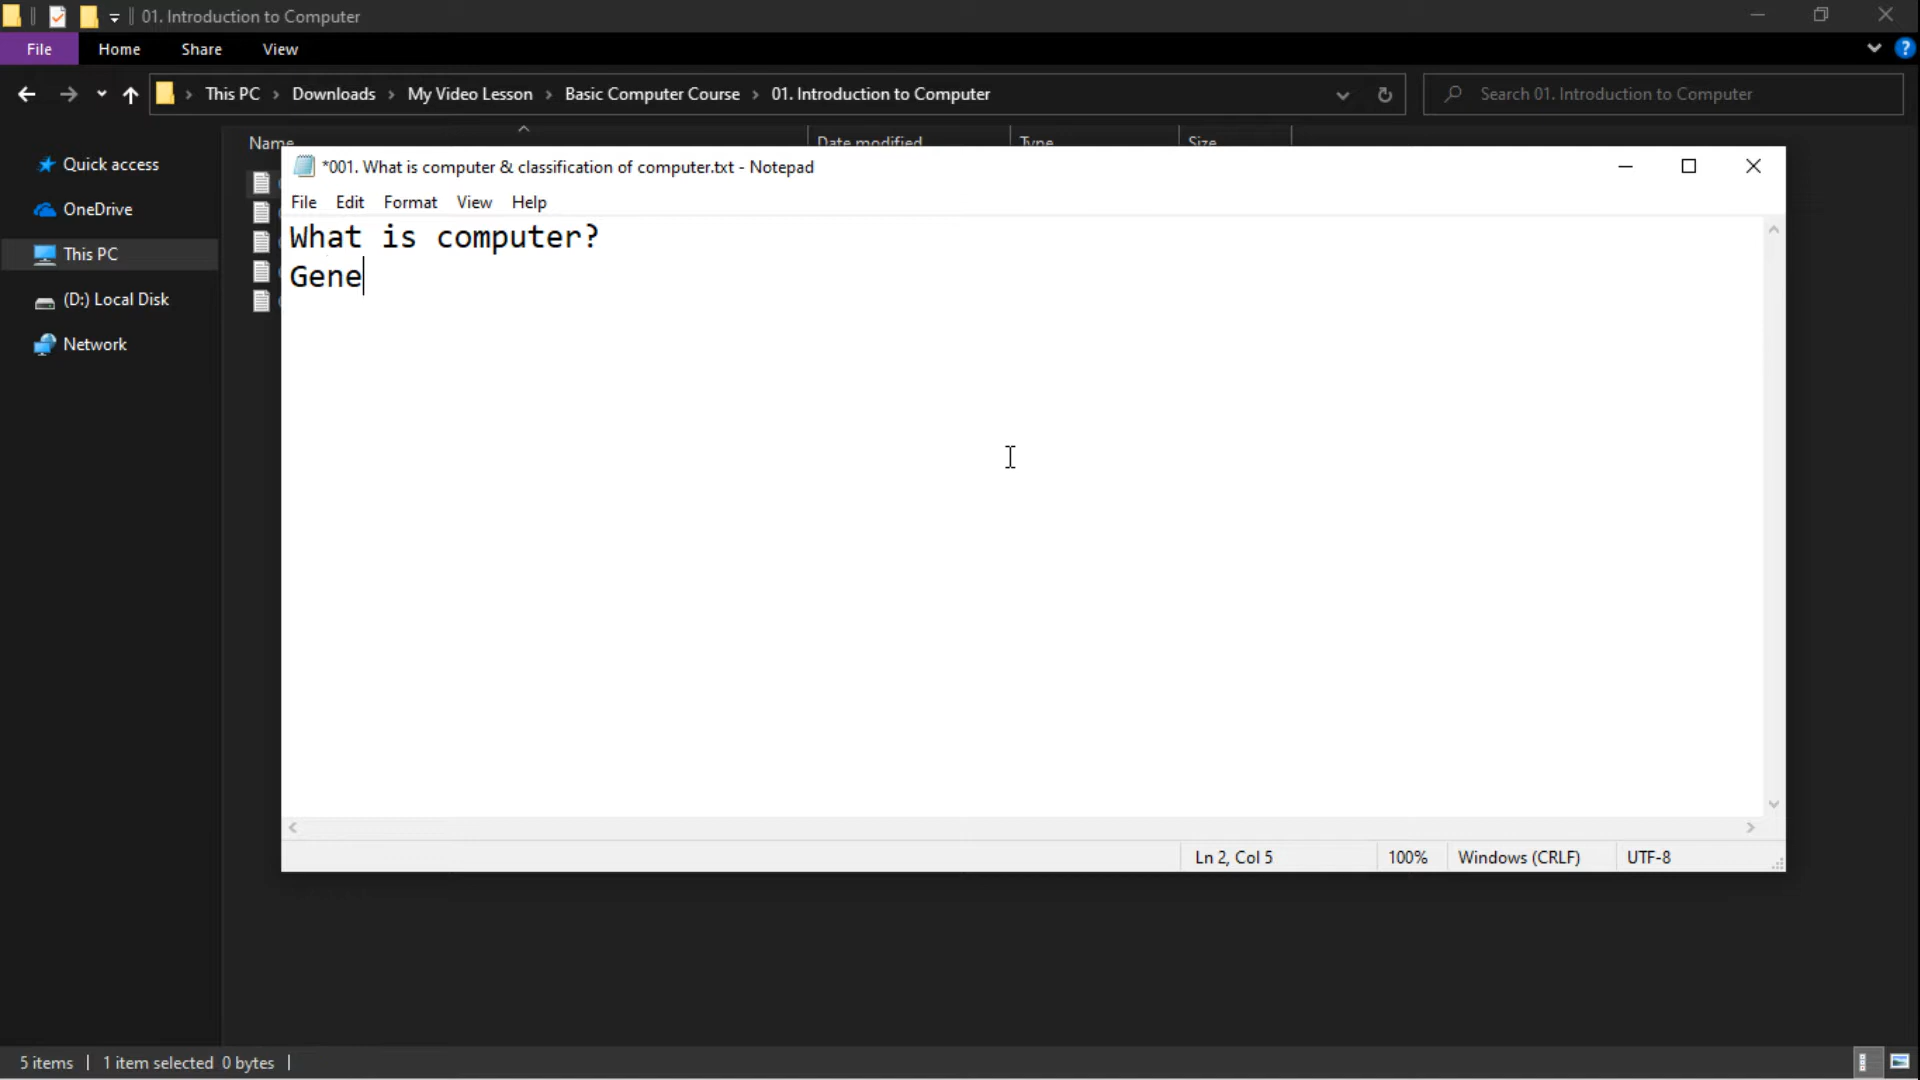 01. Introduction to Computer
File Home Share View
This PC Downloads My Video Lesson Basic Computer Course 01. Introduction to Computer
Search 01. Introduction to Computer
Name Date modified Type Size
Quick access
OneDrive
This PC
(D:) Local Disk
Network
*001. What is computer & classification of computer.txt - Notepad
File Edit Format View Help
What is computer?
Gene
Ln 2, Col 5 100% Windows (CRLF) UTF-8
5 items 1 item selected 0 bytes